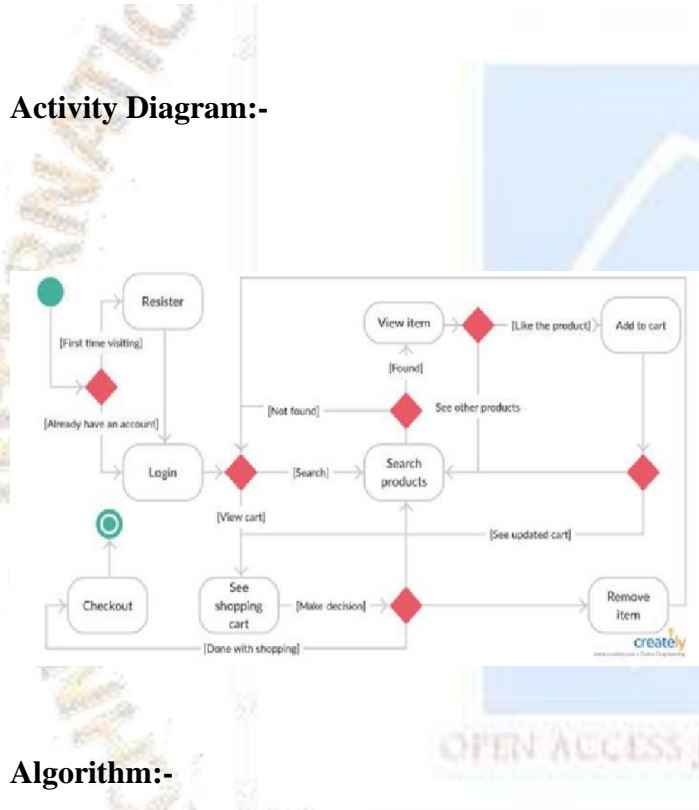 Activity Diagram:-
Resister
[First time visiting]
[Already have an account]
Login
[Search]
[Not found]
View item
[Found]
[Like the product]
Add to cart
See other products
Search
products
[View cart]
[See updated cart]
Checkout
See
shopping
cart
[Make decision]
Remove
item
[Done with shopping]
creately
Algorithm:-
OPEN ACCESS